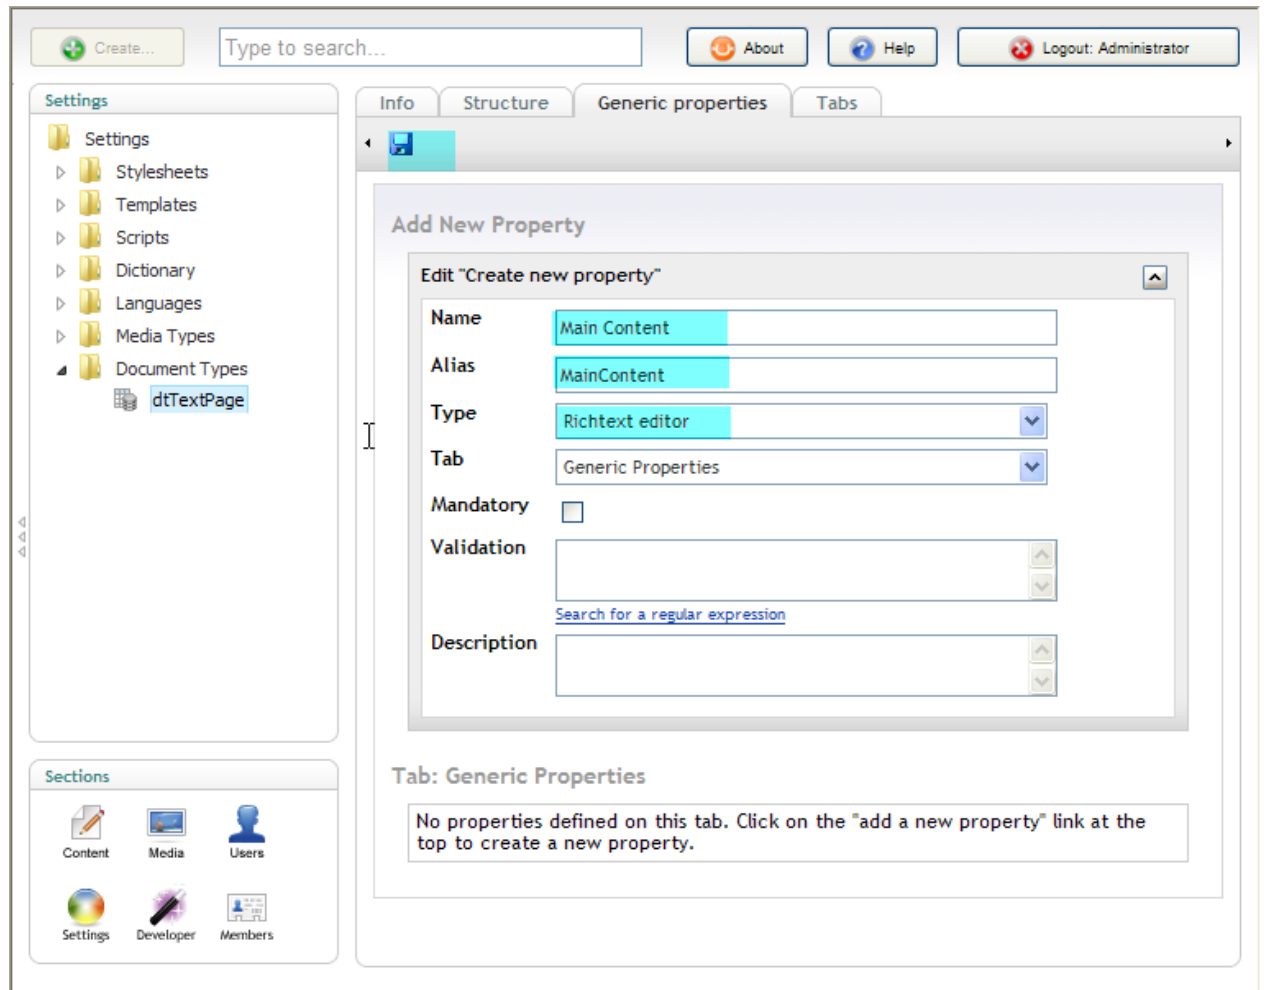 Create... Type to search... About Help Logout: Administrator
Settings
Settings
Stylesheets
Templates
Scripts
Dictionary
Languages
Media Types
Document Types
dtTextPage
Sections
Content Media Users
Settings Developer Members
Info Structure Generic properties Tabs
Add New Property
Edit "Create new property"
Name Main Content
Alias MainContent
Type Richtext editor
Tab Generic Properties
Mandatory
Validation
Search for a regular expression
Description
Tab: Generic Properties
No properties defined on this tab. Click on the "add a new property" link at the
top to create a new property.